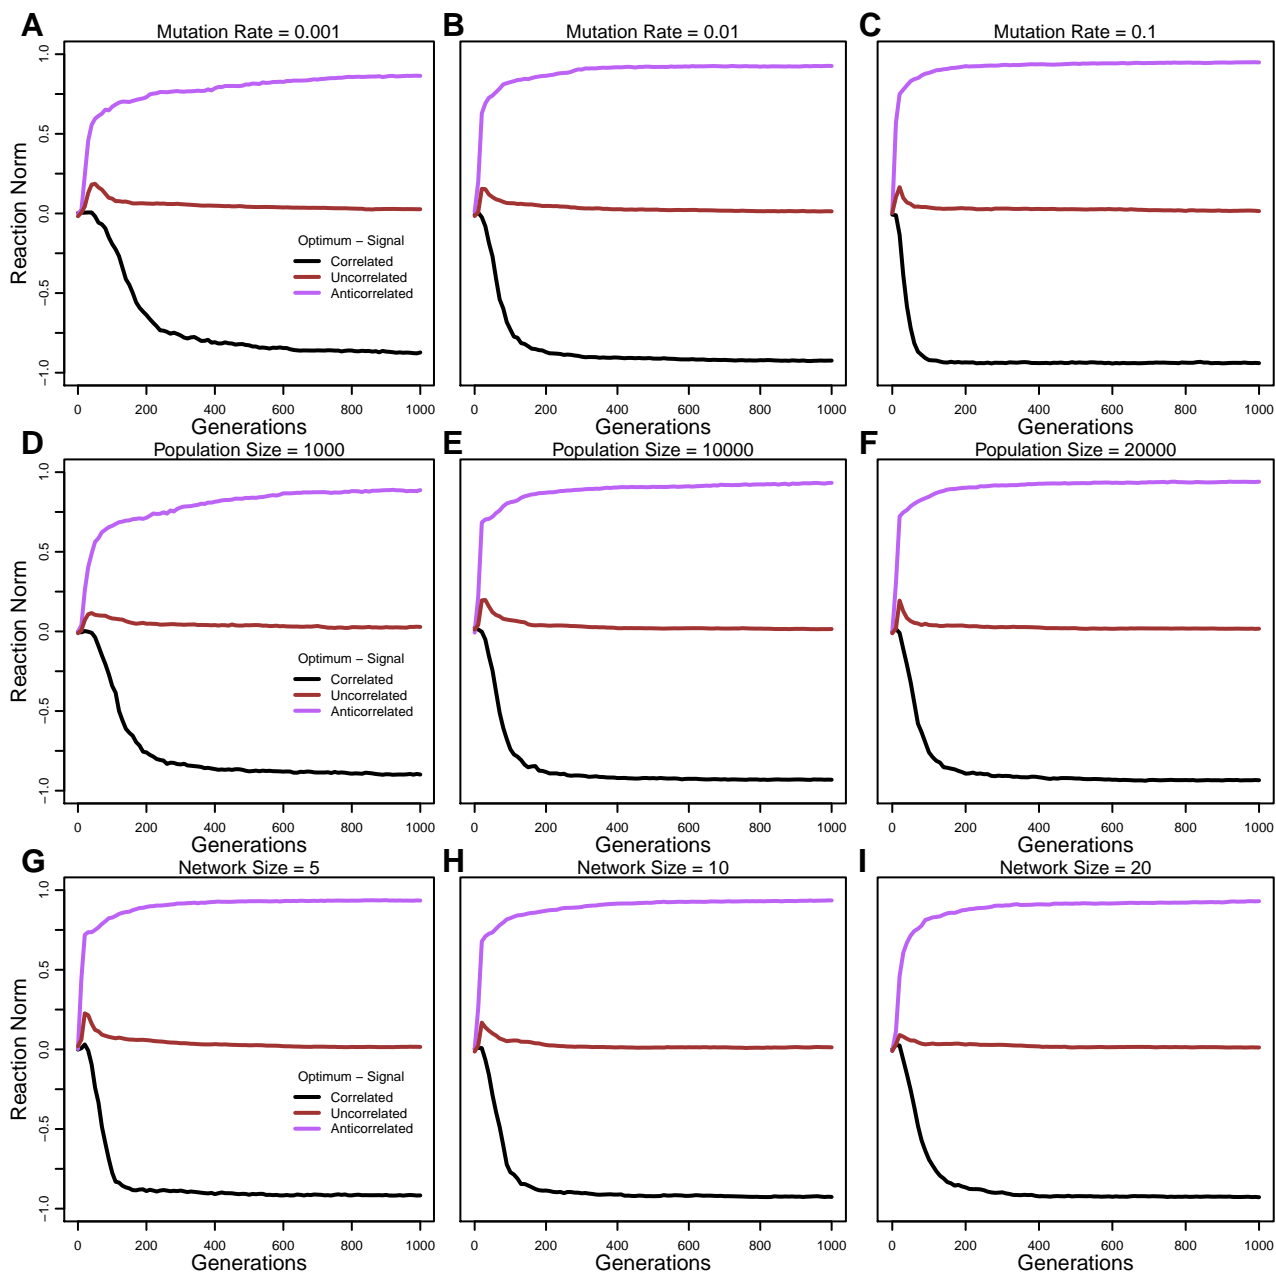 A Mutation Rate = 0.001
B Mutation Rate = 0.01
C Mutation Rate = 0.1
Reaction Norm
1.0
0.5
0.0
−0.5
−1.0
Optimum − Signal
Correlated
Uncorrelated
Anticorrelated
0 200 400 600 800 1000
0 200 400 600 800 1000
0 200 400 600 800 1000
Generations
Generations
Generations
D Population Size = 1000
E Population Size = 10000
F Population Size = 20000
Reaction Norm
1.0
0.5
0.0
−0.5
−1.0
Optimum − Signal
Correlated
Uncorrelated
Anticorrelated
0 200 400 600 800 1000
0 200 400 600 800 1000
0 200 400 600 800 1000
Generations
Generations
Generations
G Network Size = 5
H Network Size = 10
I Network Size = 20
Reaction Norm
1.0
0.5
0.0
−0.5
−1.0
Optimum − Signal
Correlated
Uncorrelated
Anticorrelated
0 200 400 600 800 1000
0 200 400 600 800 1000
0 200 400 600 800 1000
Generations
Generations
Generations